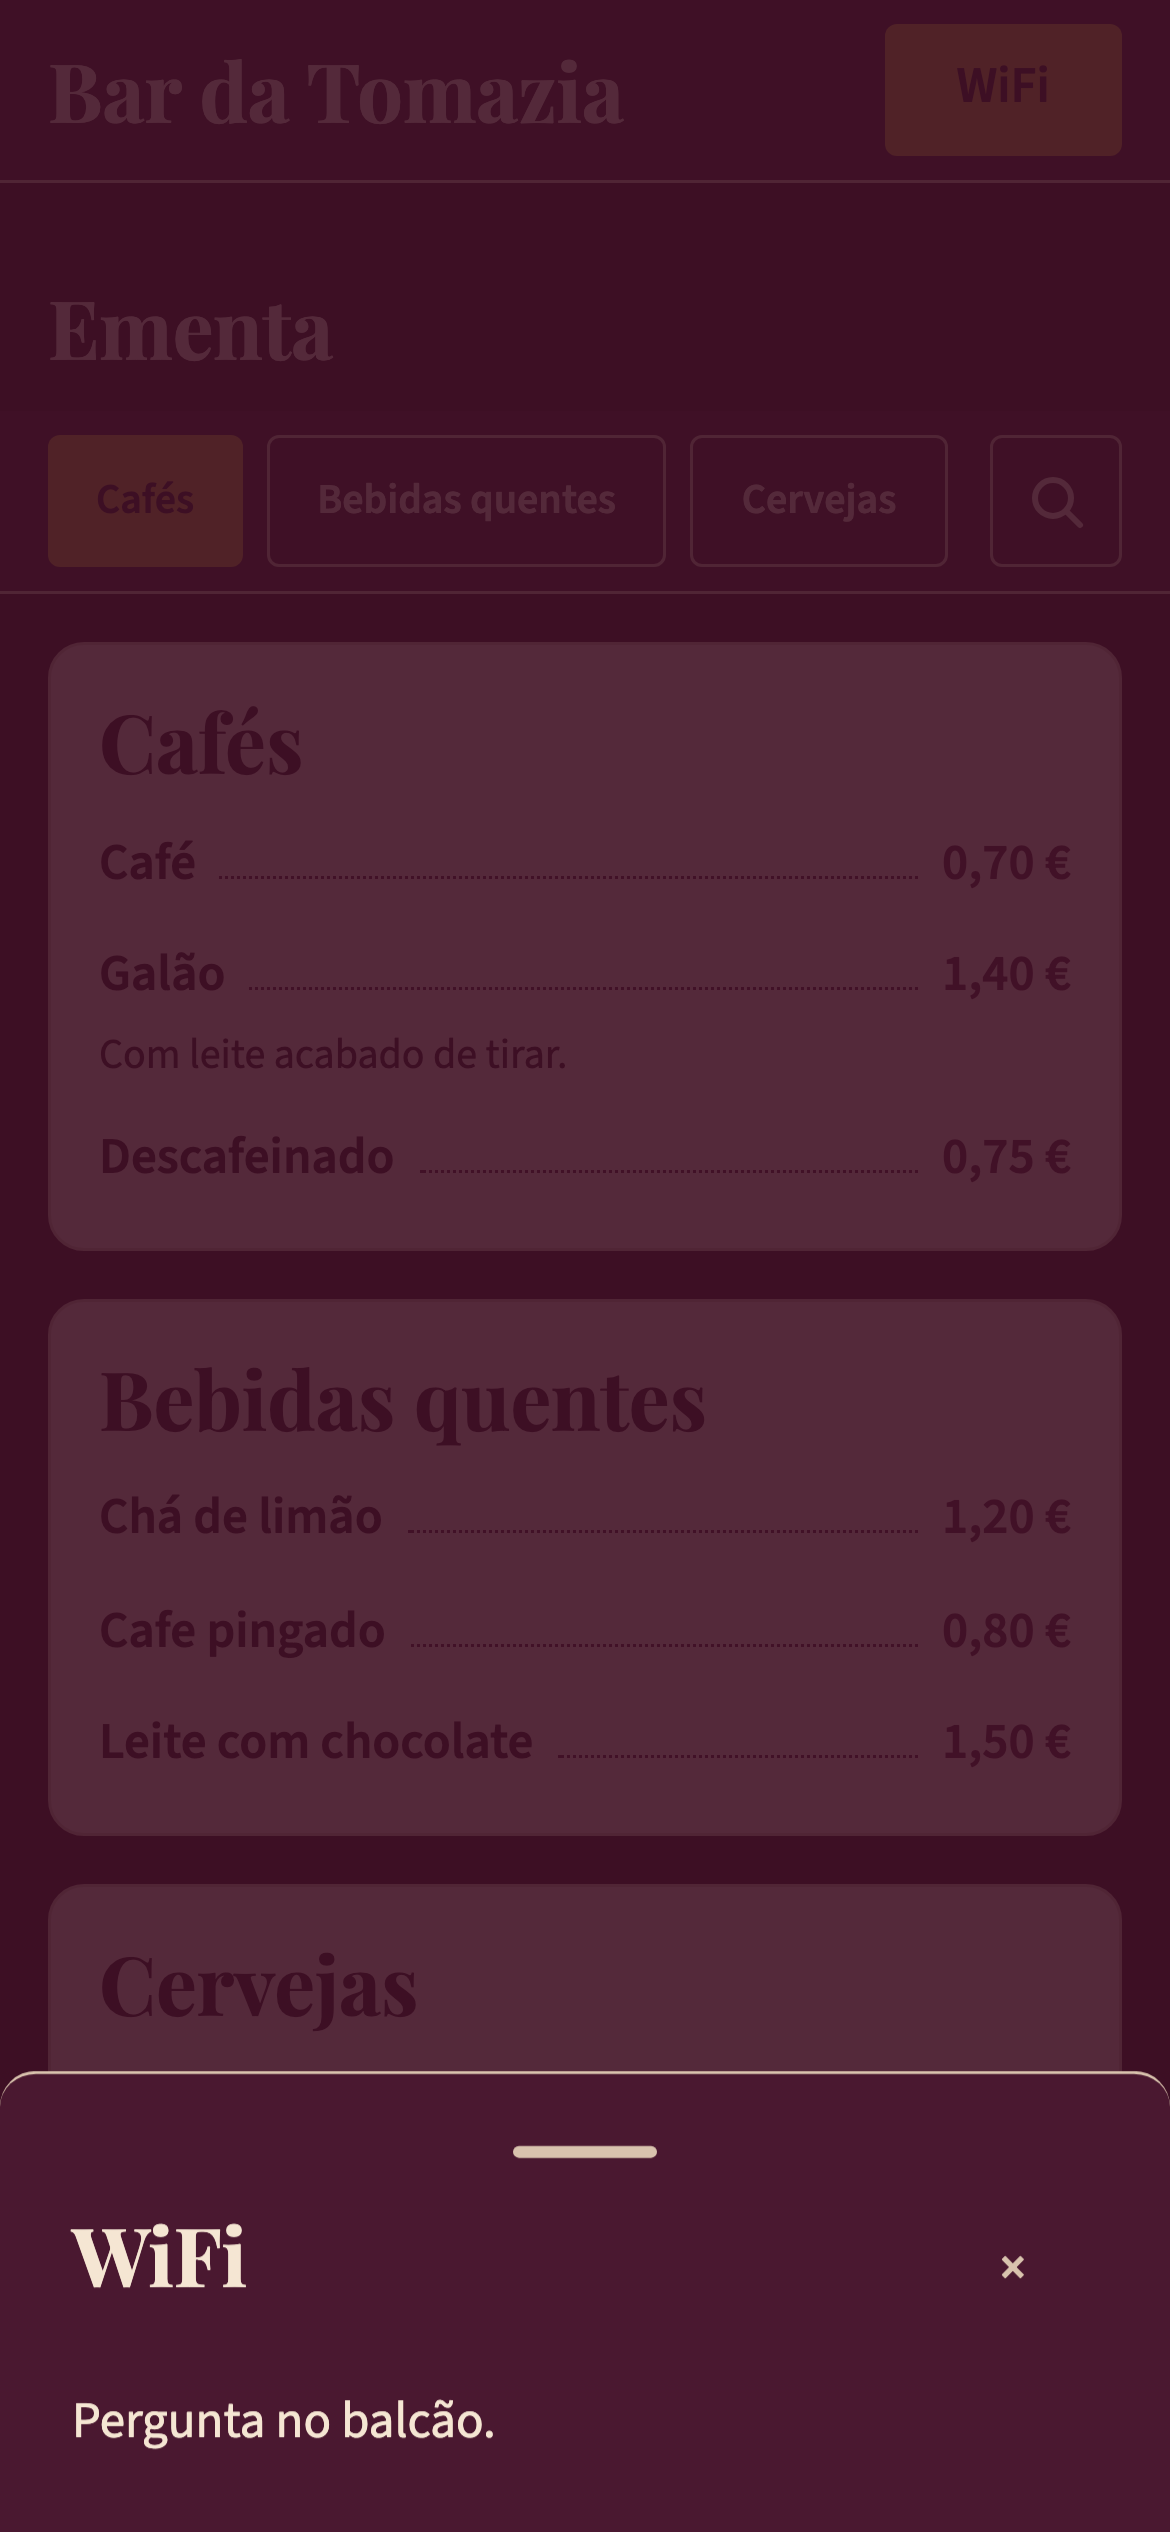 Bar da Tomazia
WiFi
Ementa
Cafés
Bebidas quentes
Cervejas
Cafés
Café 0,70 €
Galão 1,40 €
Com leite acabado de tirar.
Descafeinado 0,75 €
Bebidas quentes
Chá de limão 1,20 €
Cafe pingado 0,80 €
Leite com chocolate 1,50 €
Cervejas
WiFi
×
Pergunta no balcão.